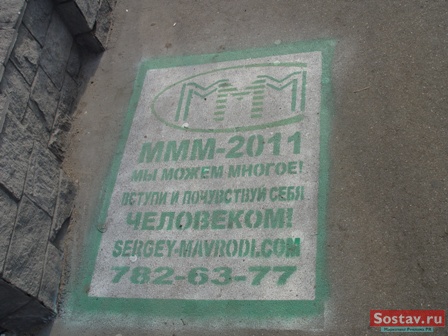 МММ
МММ-2011
МЫ МОЖЕМ МНОГОЕ!
ВСТУПИ И ПОЧУВСТВУЙ СЕБЯ
ЧЕЛОВЕКОМ!
SERGEY-MAVRODI.COM
782-63-77
Sostav.ru